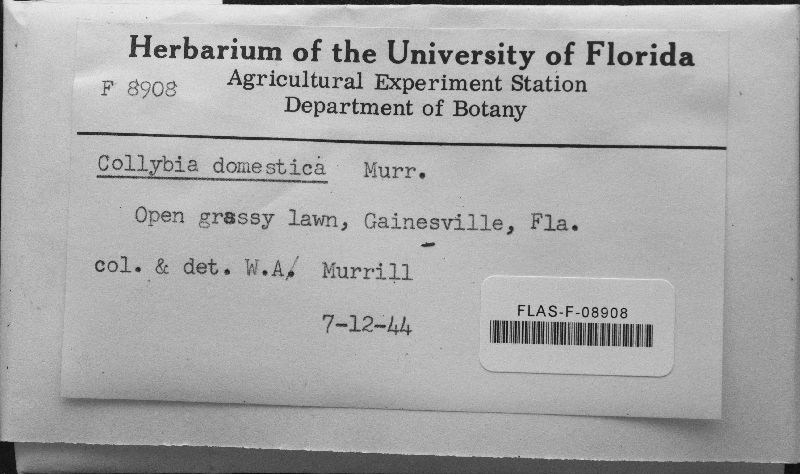 Herbarium of the University of Florida
F 8908 Agricultural Experiment Station
Department of Botany
Collybia domestica Murr.
Open grassy lawn, Gainesville, Fla.
col. & det. W.A. Murrill
7-12-44
FLAS-F-08908